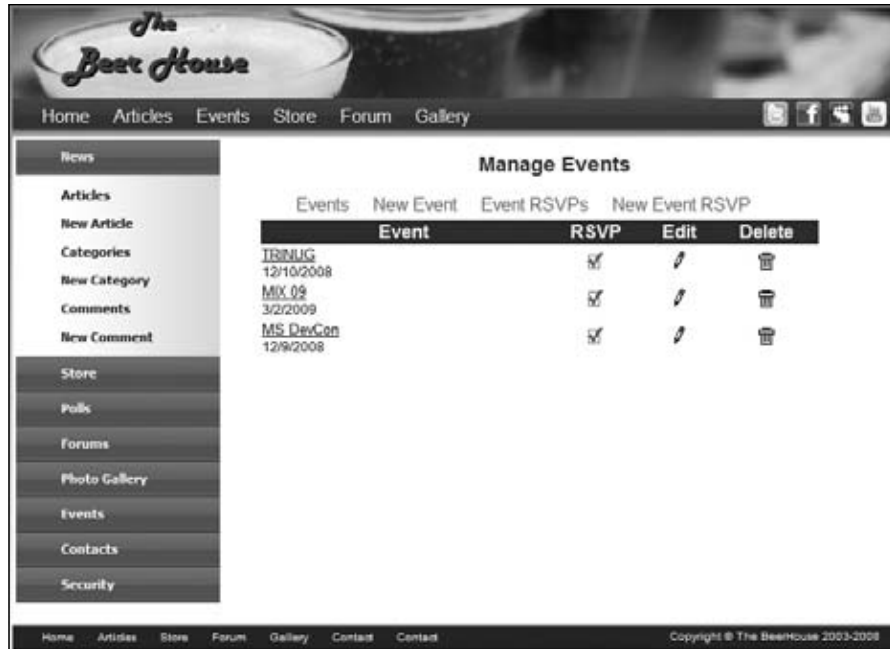 The
Beer House
Home Articles Events Store Forum Gallery
News
Articles
New Article
Categories
New Category
Comments
New Comment
Store
Polls
Forums
Photo Gallery
Events
Contacts
Security
Manage Events
Events New Event Event RSVPs New Event RSVP
Event RSVP Edit Delete
TRINUG
12/10/2008
MIX 09
3/2/2009
MS DevCon
12/9/2008
Home Articles Store Forum Gallery Contact Contact Copyright © The BeerHouse 2003-2008